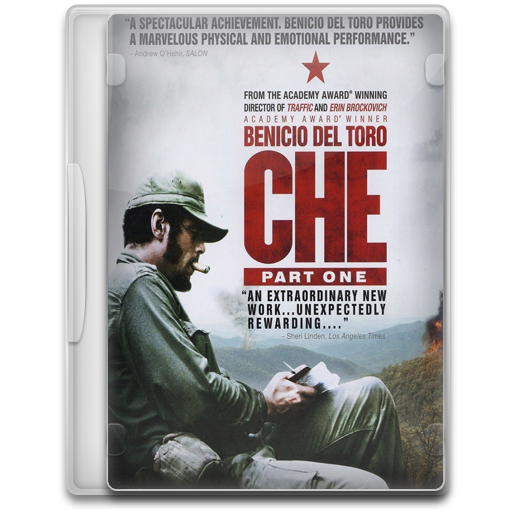 "A SPECTACULAR ACHIEVEMENT. BENICIO DEL TORO PROVIDES
A MARVELOUS PHYSICAL AND EMOTIONAL PERFORMANCE."
– Andrew O'Hehir, SALON
FROM THE ACADEMY AWARD® WINNING
DIRECTOR OF TRAFFIC AND ERIN BROCKOVICH
ACADEMY AWARD® WINNER
BENICIO DEL TORO
CHE
PART ONE
"AN EXTRAORDINARY NEW
WORK...UNEXPECTEDLY
REWARDING...."
– Sheri Linden, Los Angeles Times